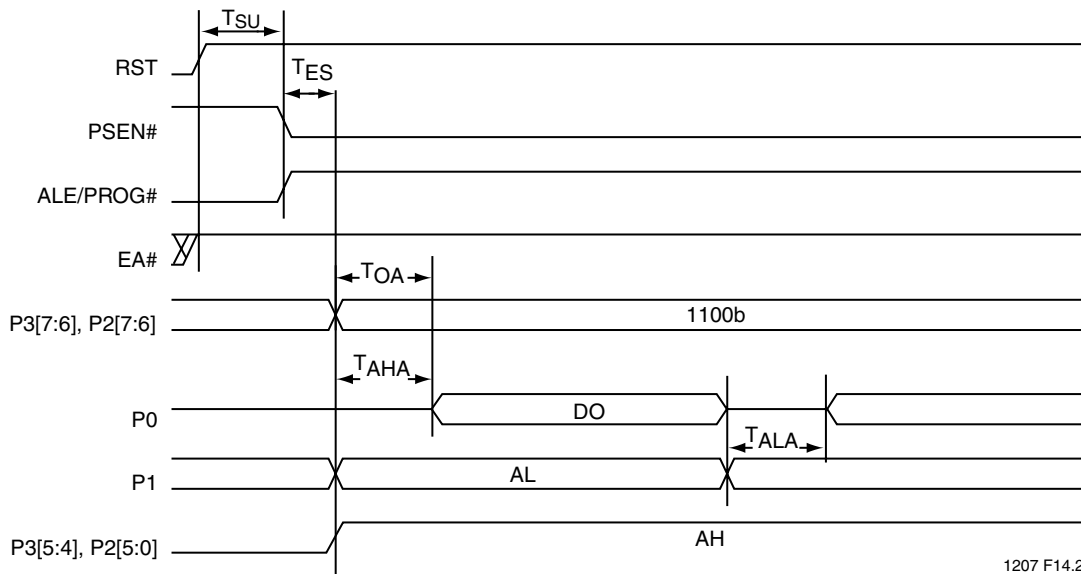 TSU
RST
TES
PSEN#
ALE/PROG#
EA#
TOA
P3[7:6], P2[7:6]
1100b
TAHA
P0
DO
TALA
P1
AL
P3[5:4], P2[5:0]
AH
1207 F14.2